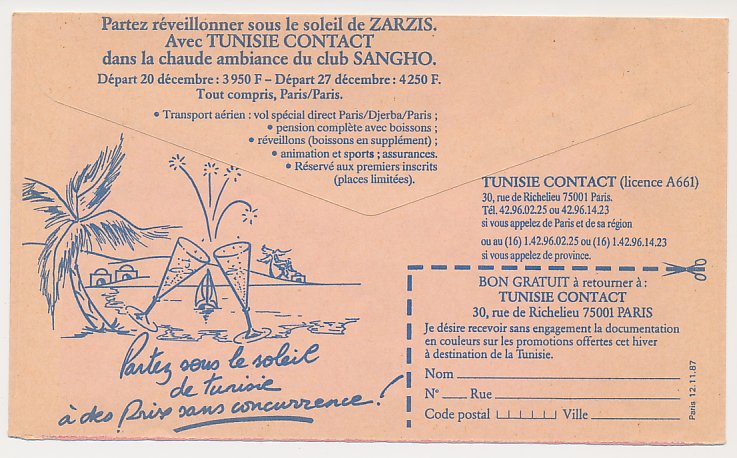 Partez réveillonner sous le soleil de ZARZIS.
Avec TUNISIE CONTACT
dans la chaude ambiance du club SANGHO.
Départ 20 décembre : 3 950 F – Départ 27 décembre : 4 250 F.
Tout compris, Paris/Paris.
• Transport aérien : vol spécial direct Paris/Djerba/Paris ;
• pension complète avec boissons ;
• réveillons (boissons en supplément) ;
• animation et sports ; assurances.
• Réservé aux premiers inscrits
(places limitées).
TUNISIE CONTACT (licence A661)
30, rue de Richelieu 75001 Paris.
Tél. 42.96.02.25 ou 42.96.14.23
si vous appelez de Paris et de sa région
ou au (16) 1.42.96.02.25 ou (16) 1.42.96.14.23
si vous appelez de province.
BON GRATUIT à retourner à :
TUNISIE CONTACT
30, rue de Richelieu 75001 PARIS
Je désire recevoir sans engagement la documentation
en couleurs sur les promotions offertes cet hiver
à destination de la Tunisie.
Nom
N° Rue
Code postal Ville
Paris 12.11.87
Partez sous le soleil
de tunisie
à des prix sans concurrence !